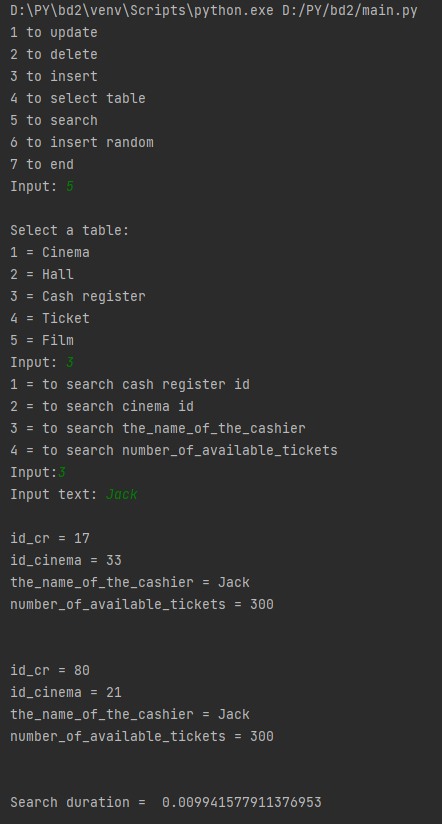 D:\PY\bd2\venv\Scripts\python.exe D:/PY/bd2/main.py
1 to update
2 to delete
3 to insert
4 to select table
5 to search
6 to insert random
7 to end
Input: 5
Select a table:
1 = Cinema
2 = Hall
3 = Cash register
4 = Ticket
5 = Film
Input: 3
1 = to search cash register id
2 = to search cinema id
3 = to search the_name_of_the_cashier
4 = to search number_of_available_tickets
Input:3
Input text: Jack
id_cr = 17
id_cinema = 33
the_name_of_the_cashier = Jack
number_of_available_tickets = 300
id_cr = 80
id_cinema = 21
the_name_of_the_cashier = Jack
number_of_available_tickets = 300
Search duration =  0.009941577911376953